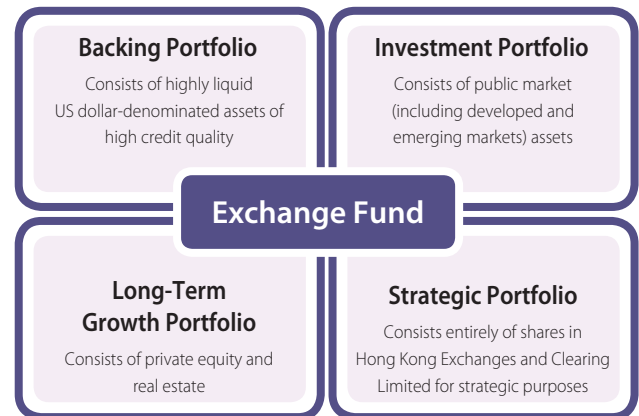 Backing Portfolio
Consists of highly liquid
US dollar-denominated assets of
high credit quality
Investment Portfolio
Consists of public market
(including developed and
emerging markets) assets
Exchange Fund
Long-Term
Growth Portfolio
Consists of private equity and
real estate
Strategic Portfolio
Consists entirely of shares in
Hong Kong Exchanges and Clearing
Limited for strategic purposes